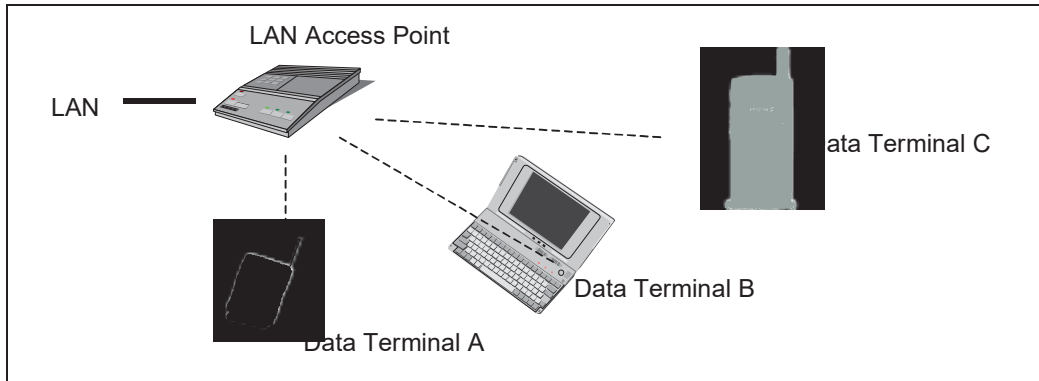 LAN Access Point
LAN
ata Terminal C
Data Terminal B
Data Terminal A